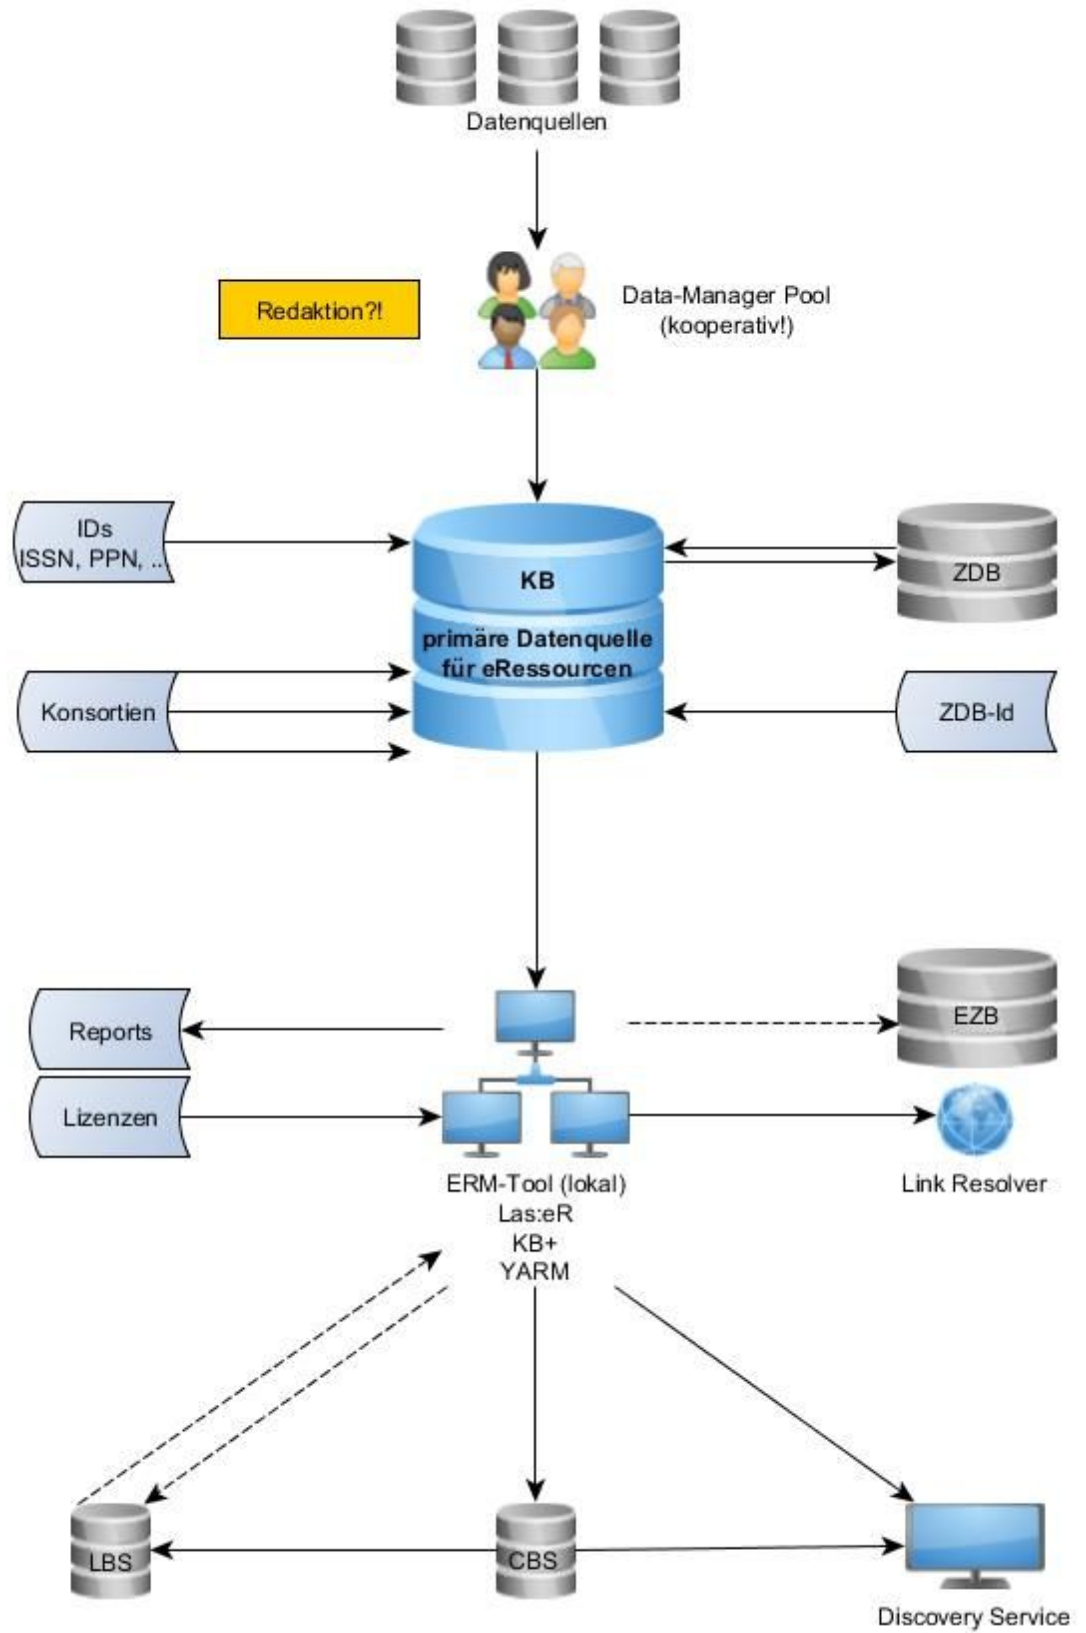 Datenquellen
Redaktion?!
Data-Manager Pool
(kooperativ!)
IDs
ISSN, PPN, ..
KB
primäre Datenquelle
für eRessourcen
ZDB
Konsortien
ZDB-Id
Reports
EZB
Lizenzen
Link Resolver
ERM-Tool (lokal)
Las:eR
KB+
YARM
LBS
CBS
Discovery Service